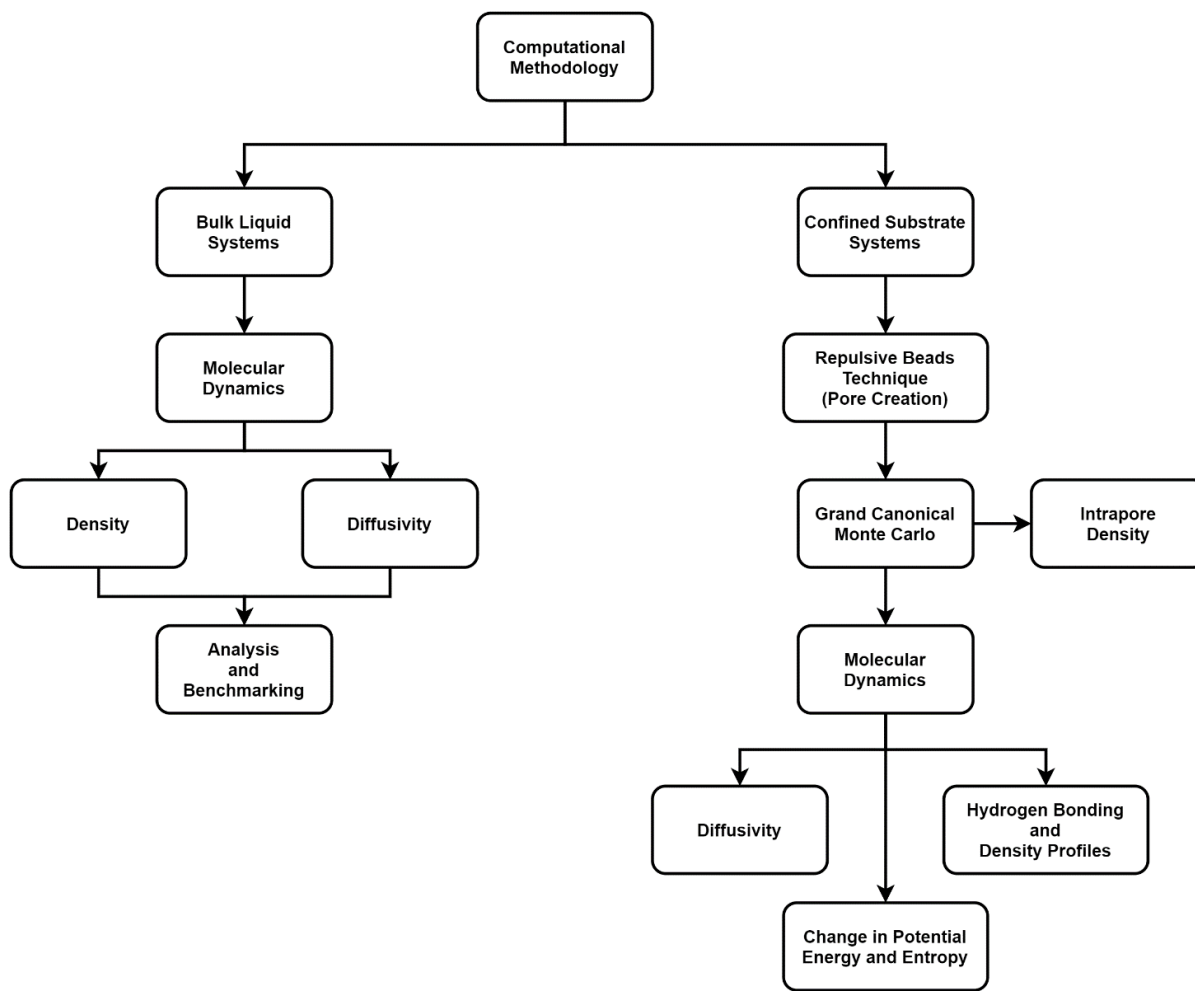 Computational
Methodology
Bulk Liquid
Systems
Confined Substrate
Systems
Molecular
Dynamics
Repulsive Beads
Technique
(Pore Creation)
Density
Diffusivity
Grand Canonical
Monte Carlo
Intrapore
Density
Analysis
and
Benchmarking
Molecular
Dynamics
Diffusivity
Hydrogen Bonding
and
Density Profiles
Change in Potential
Energy and Entropy